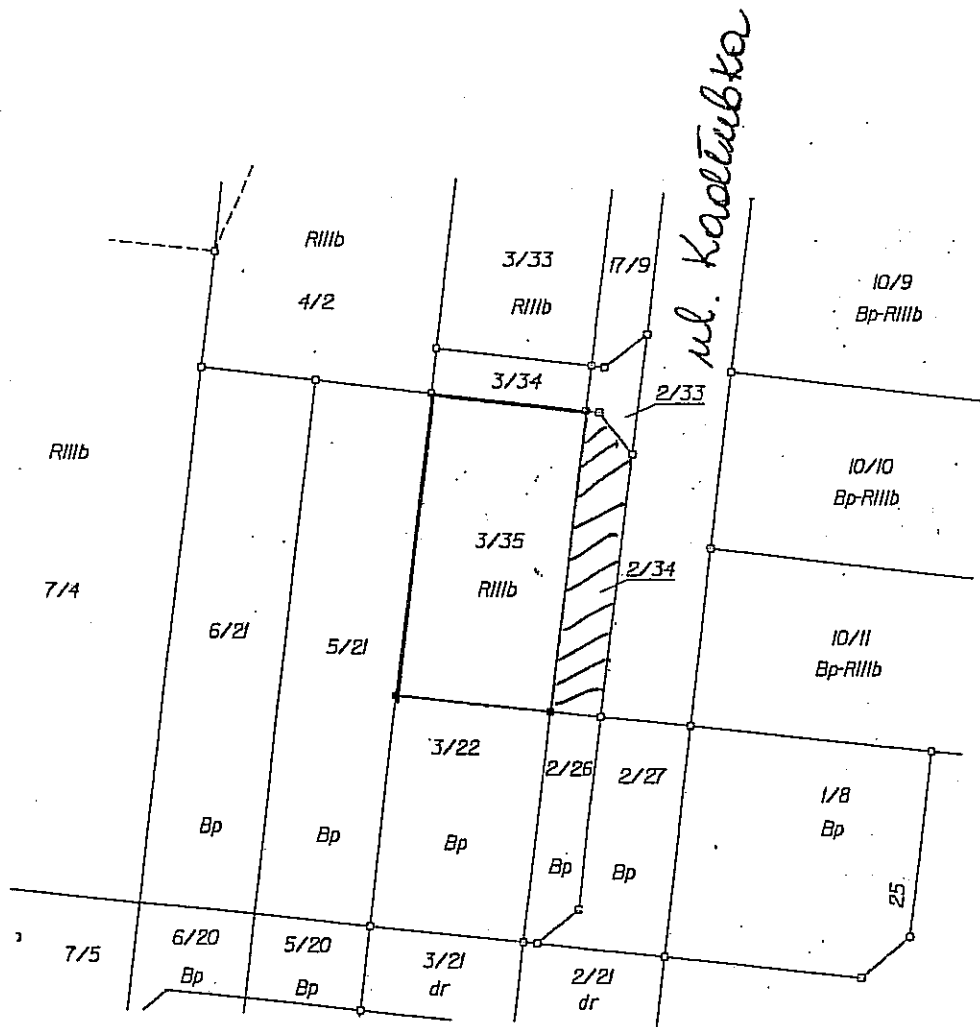 ul. Kasztivka
RIIIb
4/2
3/33
RIIIb
17/9
10/9
Bp-RIIIb
3/34
2/33
RIIIb
10/10
Bp-RIIIb
3/35
RIIIb
2/34
7/4
6/21
5/21
10/11
Bp-RIIIb
3/22
2/26
2/27
1/8
Bp
Bp
Bp
Bp
Bp
Bp
25
7/5
6/20
Bp
5/20
Bp
3/21
dr
2/21
dr